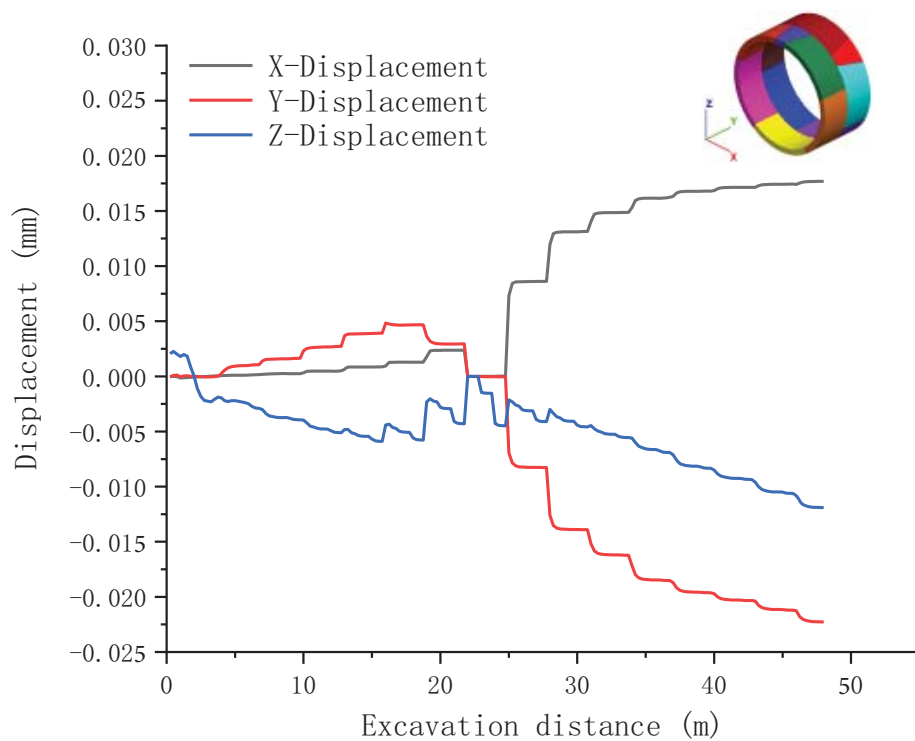 0.030
0.025
0.020
0.015
0.010
0.005
0.000
-0.005
-0.010
-0.015
-0.020
-0.025
Displacement (mm)
X-Displacement
Y-Displacement
Z-Displacement
Z
Y
X
0 10 20 30 40 50
Excavation distance (m)